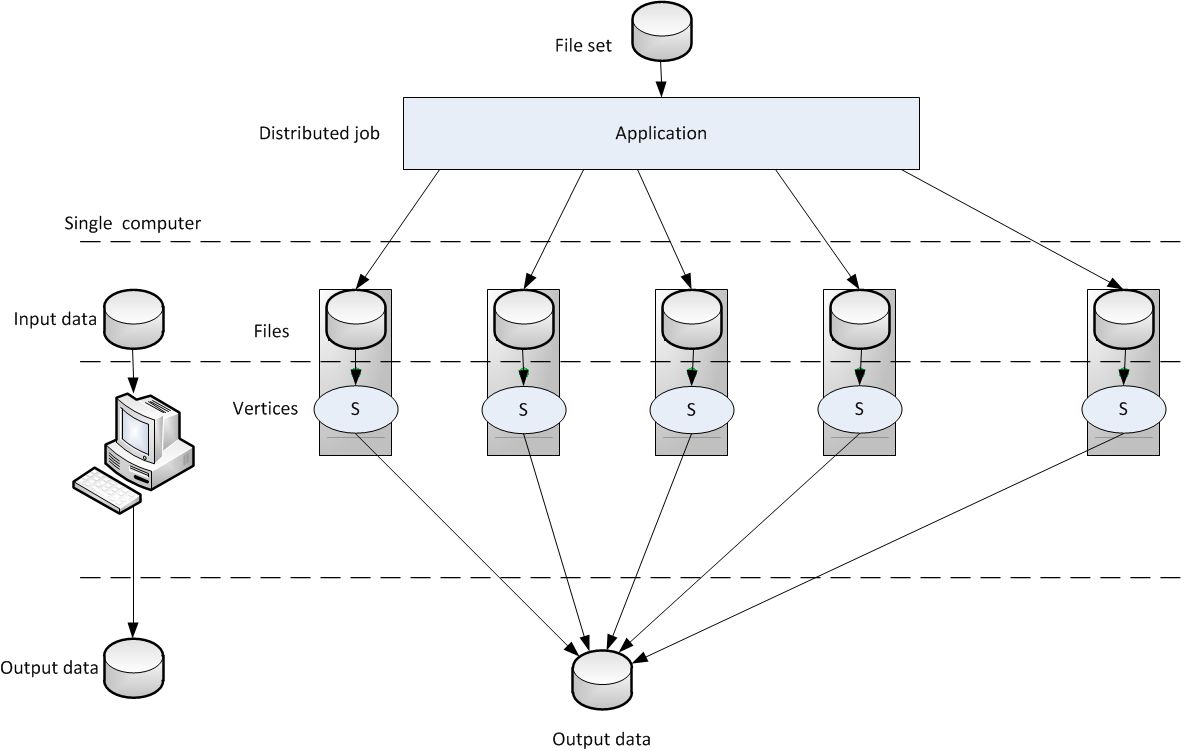 File set
Distributed job
Application
Single computer
Input data
Files
Vertices
S
S
S
S
S
Output data
Output data